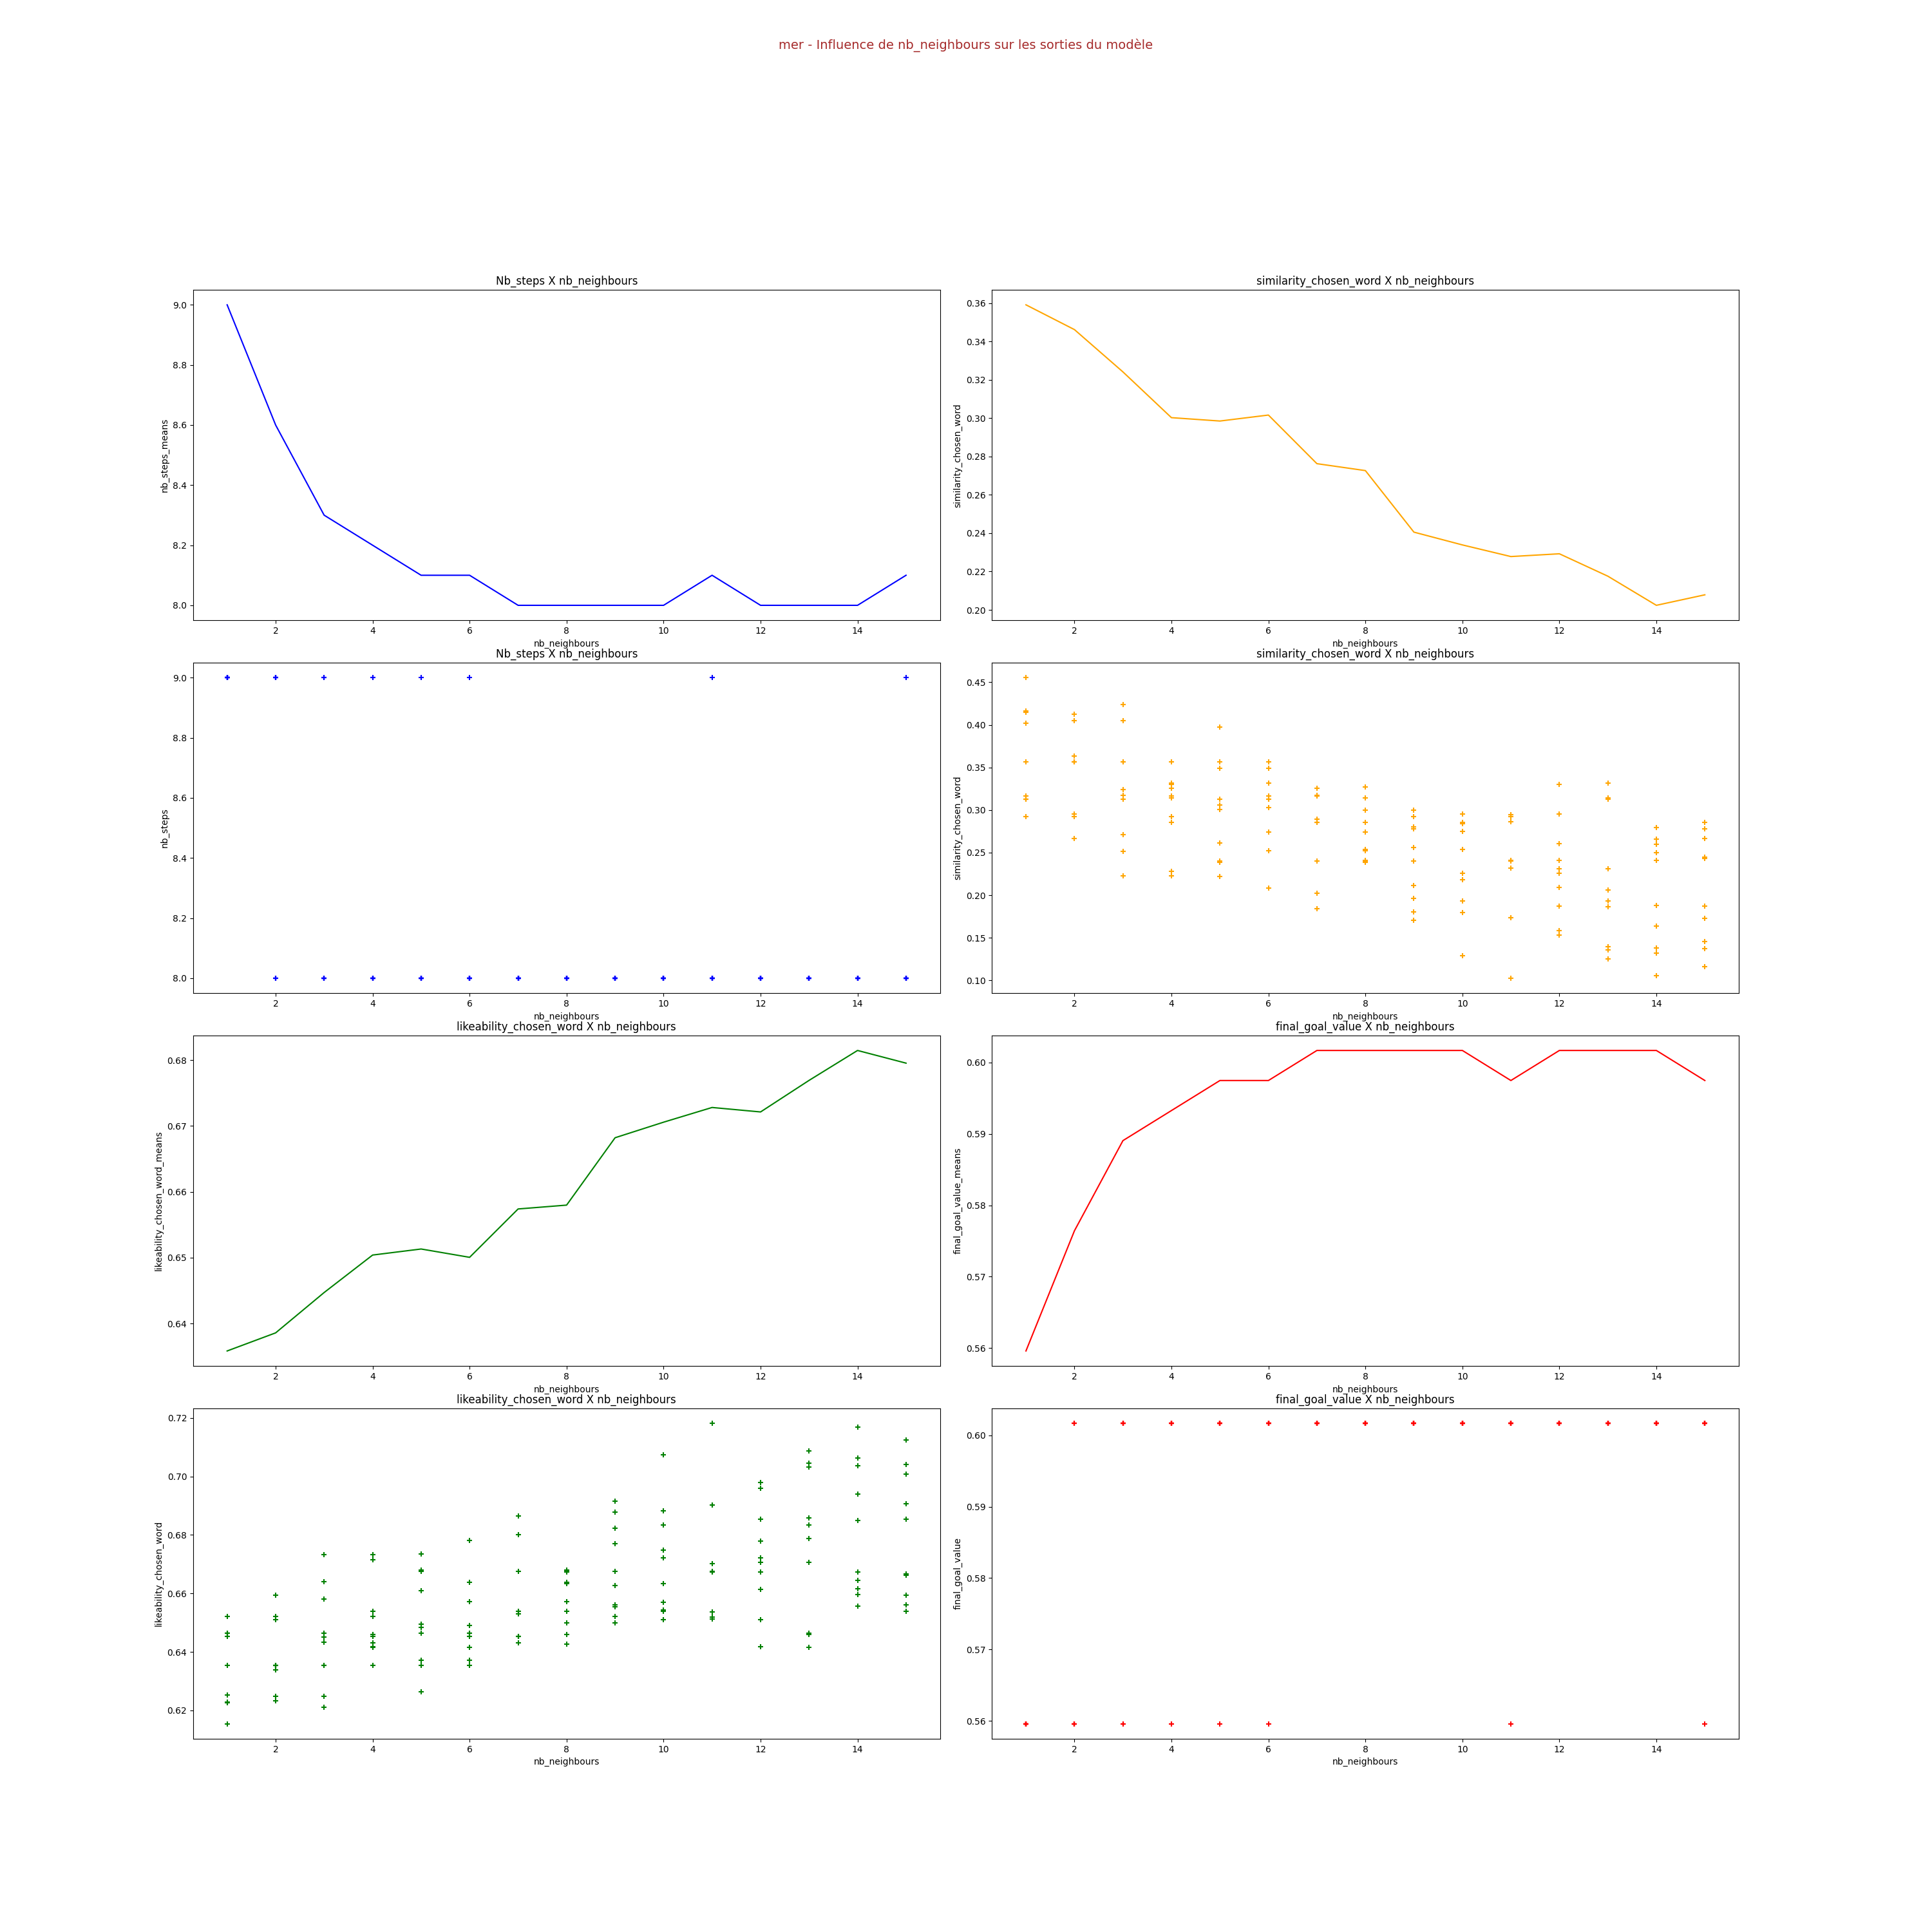 mer - Influence de nb_neighbours sur les sorties du modèle
Nb_steps X nb_neighbours
9.0
8.8
8.6
8.4
8.2
8.0
nb_steps_means
2 4 6 8 10 12 14
nb_neighbours
similarity_chosen_word X nb_neighbours
0.36
0.34
0.32
0.30
0.28
0.26
0.24
0.22
0.20
similarity_chosen_word
2 4 6 8 10 12 14
nb_neighbours
Nb_steps X nb_neighbours
9.0
8.8
8.6
8.4
8.2
8.0
nb_steps
2 4 6 8 10 12 14
nb_neighbours
similarity_chosen_word X nb_neighbours
0.45
0.40
0.35
0.30
0.25
0.20
0.15
0.10
similarity_chosen_word
2 4 6 8 10 12 14
nb_neighbours
likeability_chosen_word X nb_neighbours
0.68
0.67
0.66
0.65
0.64
likeability_chosen_word_means
2 4 6 8 10 12 14
nb_neighbours
final_goal_value X nb_neighbours
0.60
0.59
0.58
0.57
0.56
final_goal_value_means
2 4 6 8 10 12 14
nb_neighbours
likeability_chosen_word X nb_neighbours
0.72
0.70
0.68
0.66
0.64
0.62
likeability_chosen_word
2 4 6 8 10 12 14
nb_neighbours
final_goal_value X nb_neighbours
0.60
0.59
0.58
0.57
0.56
final_goal_value
2 4 6 8 10 12 14
nb_neighbours